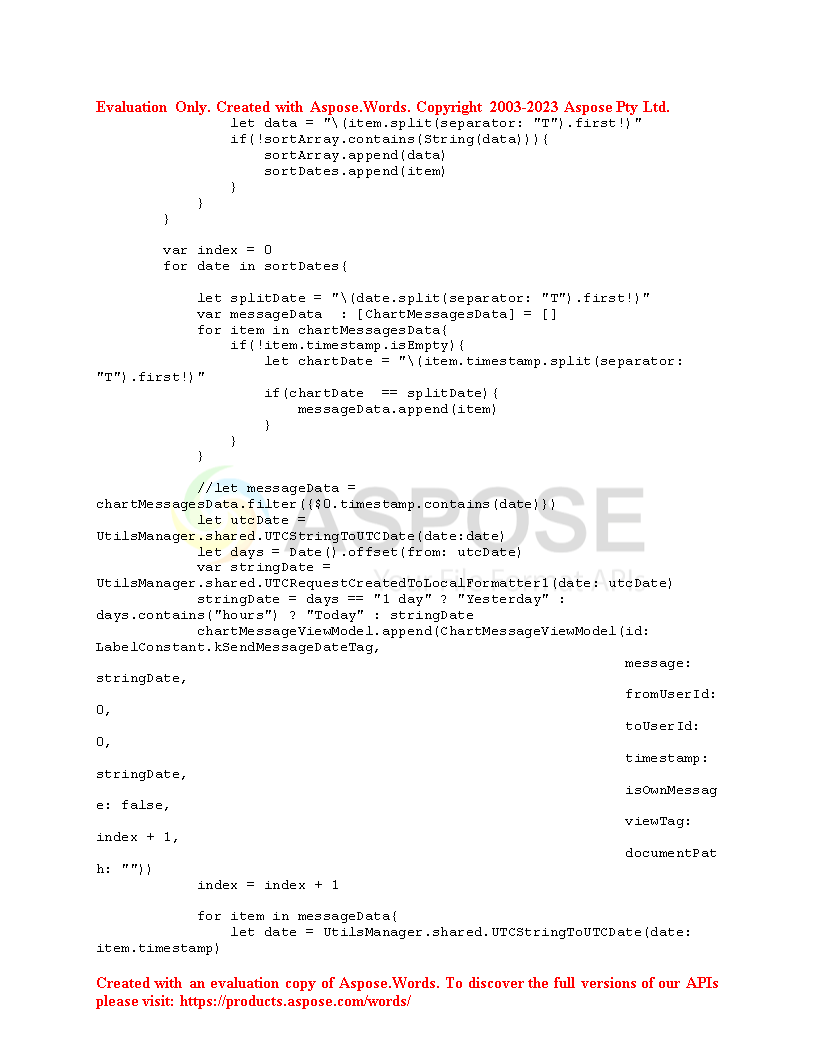 Evaluation Only. Created with Aspose.Words. Copyright 2003-2023 Aspose Pty Ltd.
                let data = "\(item.split(separator: "T").first!)"
                if(!sortArray.contains(String(data))){
                    sortArray.append(data)
                    sortDates.append(item)
                }
            }
        }

        var index = 0
        for date in sortDates{

            let splitDate = "\(date.split(separator: "T").first!)"
            var messageData  : [ChartMessagesData] = []
            for item in chartMessagesData{
                if(!item.timestamp.isEmpty){
                    let chartDate = "\(item.timestamp.split(separator:
"T").first!)"
                    if(chartDate  == splitDate){
                        messageData.append(item)
                    }
                }
            }

            //let messageData =
chartMessagesData.filter({$0.timestamp.contains(date)})
            let utcDate =
UtilsManager.shared.UTCStringToUTCDate(date:date)
            let days = Date().offset(from: utcDate)
            var stringDate =
UtilsManager.shared.UTCRequestCreatedToLocalFormatter1(date: utcDate)
            stringDate = days == "1 day" ? "Yesterday" :
days.contains("hours") ? "Today" : stringDate
            chartMessageViewModel.append(ChartMessageViewModel(id:
LabelConstant.kSendMessageDateTag,
                                                               message:
stringDate,
                                                               fromUserId:
0,
                                                               toUserId:
0,
                                                               timestamp:
stringDate,
                                                               isOwnMessag
e: false,
                                                               viewTag:
index + 1,
                                                               documentPat
h: ""))
            index = index + 1

            for item in messageData{
                let date = UtilsManager.shared.UTCStringToUTCDate(date:
item.timestamp)
ASPOSE
Your File Format APIs
Created with an evaluation copy of Aspose.Words. To discover the full versions of our APIs
please visit: https://products.aspose.com/words/